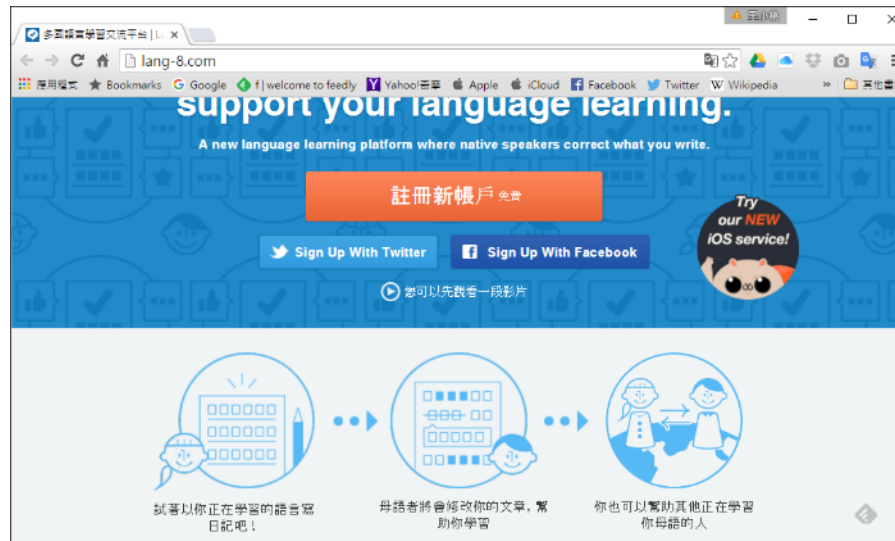 多國語言學習交流平台 | L
lang-8.com
應用程式 Bookmarks Google f | welcome to feedly Yahoo!奇摩 Apple iCloud Facebook Twitter Wikipedia » 其他書
support your language learning.
A new language learning platform where native speakers correct what you write.
註冊新帳戶 免費
Try
our NEW
iOS service!
Sign Up With Twitter
Sign Up With Facebook
您可以先觀看一段影片
試著以你正在學習的語言寫
日記吧！
母語者將會修改你的文章, 幫
助你學習
你也可以幫助其他正在學習
你母語的人